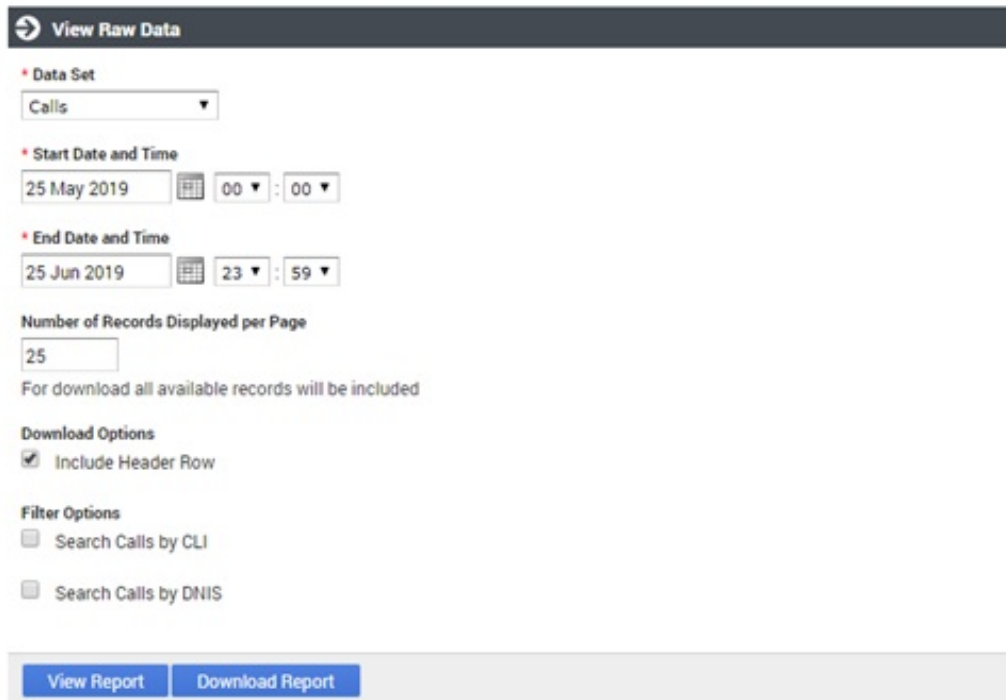 View Raw Data
* Data Set
Calls
* Start Date and Time
25 May 2019 00 : 00
* End Date and Time
25 Jun 2019 23 : 59
Number of Records Displayed per Page
25
For download all available records will be included
Download Options
Include Header Row
Filter Options
Search Calls by CLI
Search Calls by DNIS
View Report Download Report